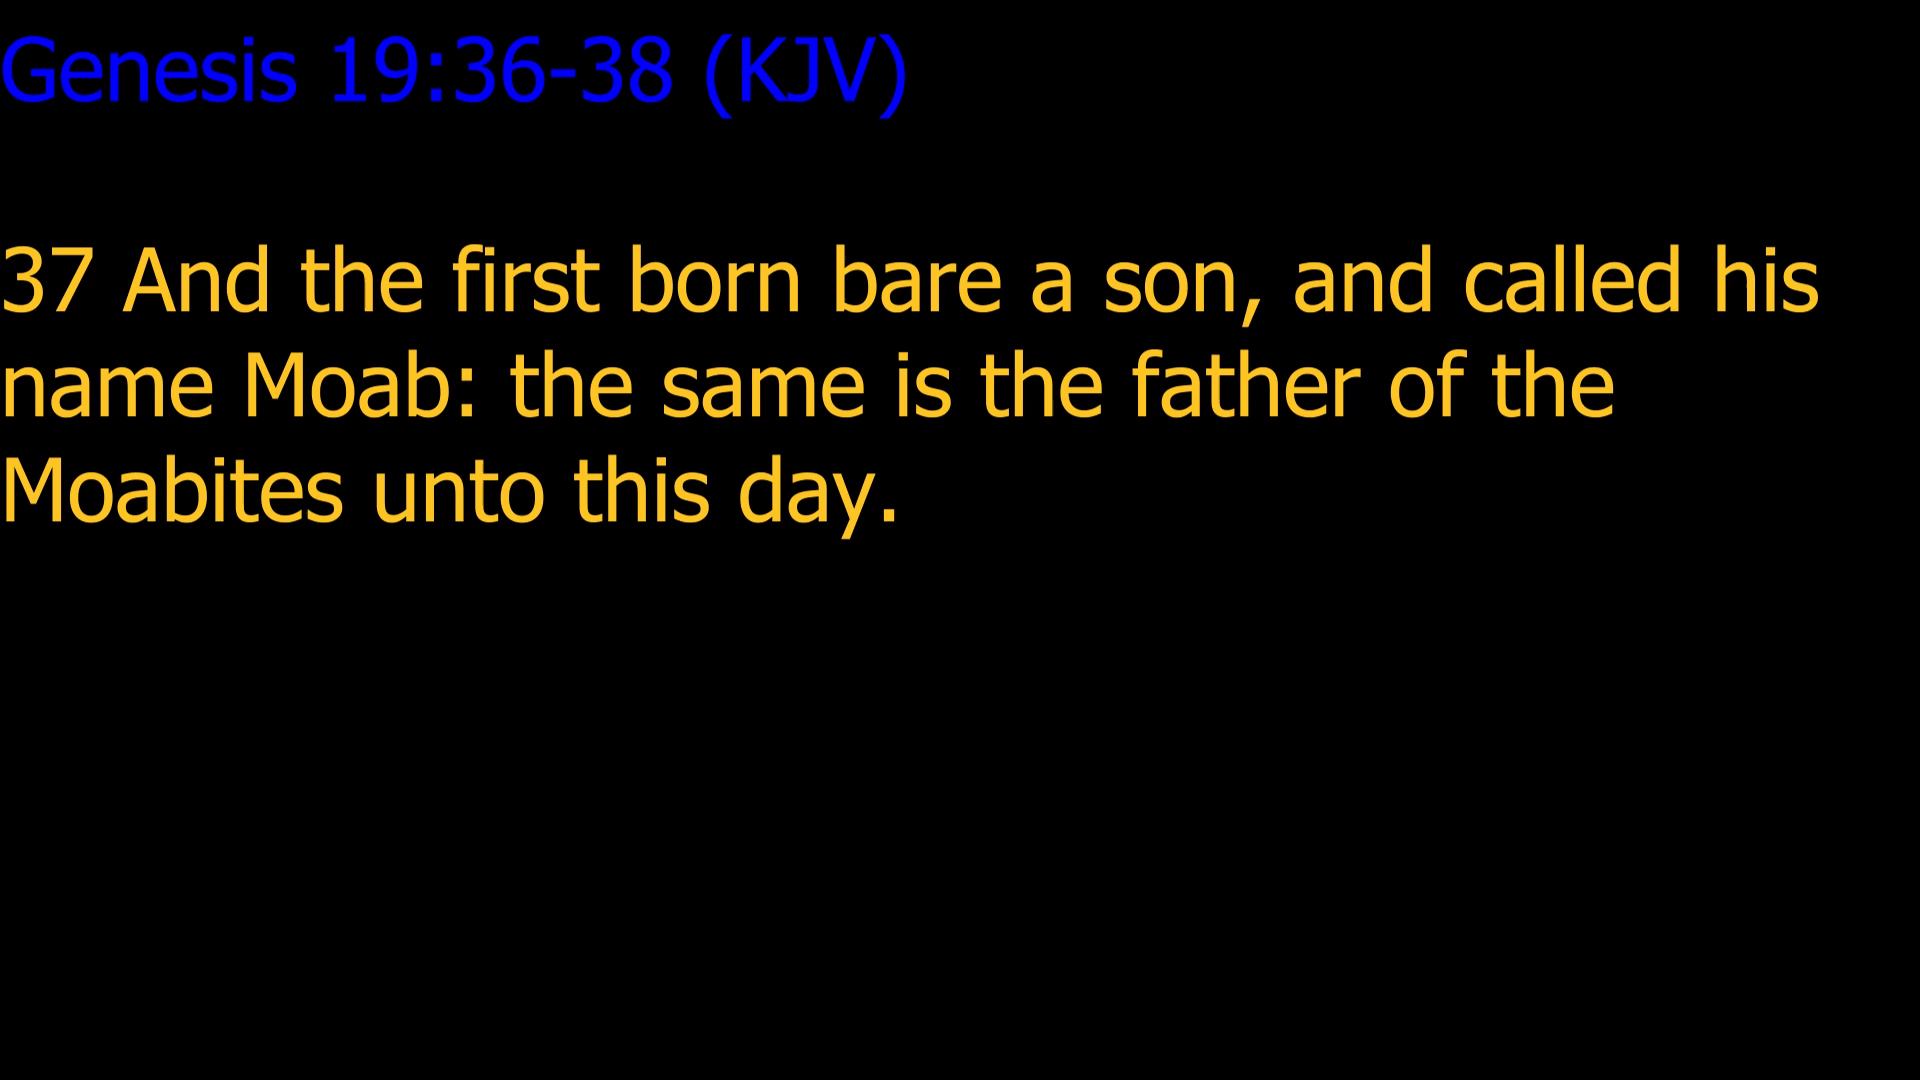 Genesis 19:36-38 (KJV)
37 And the first born bare a son, and called his
name Moab: the same is the father of the
Moabites unto this day.